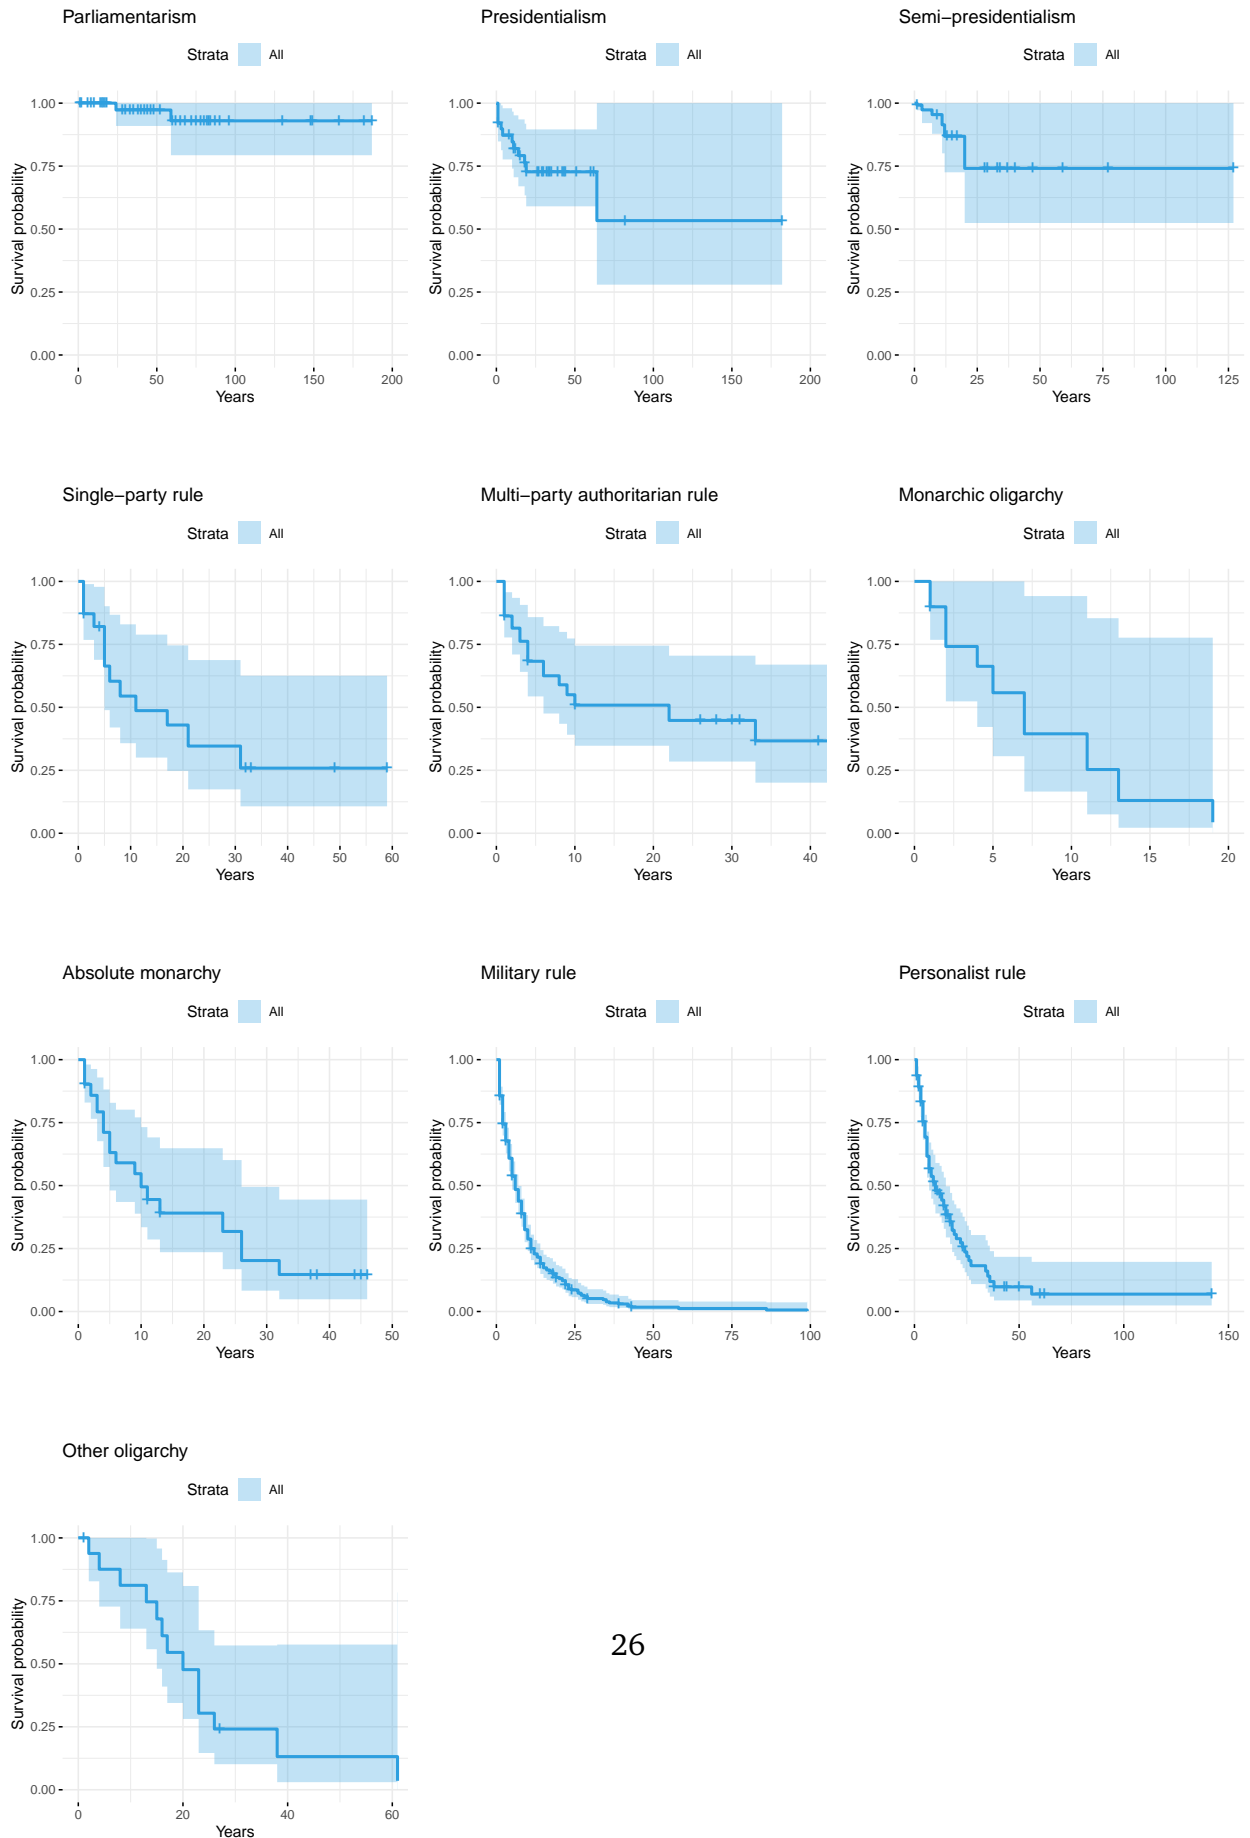 Parliamentarism
Strata All
Survival probability
1.00
0.75
0.50
0.25
0.00
0 50 100 150 200
Years
Presidentialism
Strata All
Survival probability
1.00
0.75
0.50
0.25
0.00
0 50 100 150 200
Years
Semi−presidentialism
Strata All
Survival probability
1.00
0.75
0.50
0.25
0.00
0 25 50 75 100 125
Years
Single−party rule
Strata All
Survival probability
1.00
0.75
0.50
0.25
0.00
0 10 20 30 40 50 60
Years
Multi−party authoritarian rule
Strata All
Survival probability
1.00
0.75
0.50
0.25
0.00
0 10 20 30 40
Years
Monarchic oligarchy
Strata All
Survival probability
1.00
0.75
0.50
0.25
0.00
0 5 10 15 20
Years
Absolute monarchy
Strata All
Survival probability
1.00
0.75
0.50
0.25
0.00
0 10 20 30 40 50
Years
Military rule
Strata All
Survival probability
1.00
0.75
0.50
0.25
0.00
0 25 50 75 100
Years
Personalist rule
Strata All
Survival probability
1.00
0.75
0.50
0.25
0.00
0 50 100 150
Years
Other oligarchy
Strata All
Survival probability
1.00
0.75
0.50
0.25
0.00
0 20 40 60
Years
26